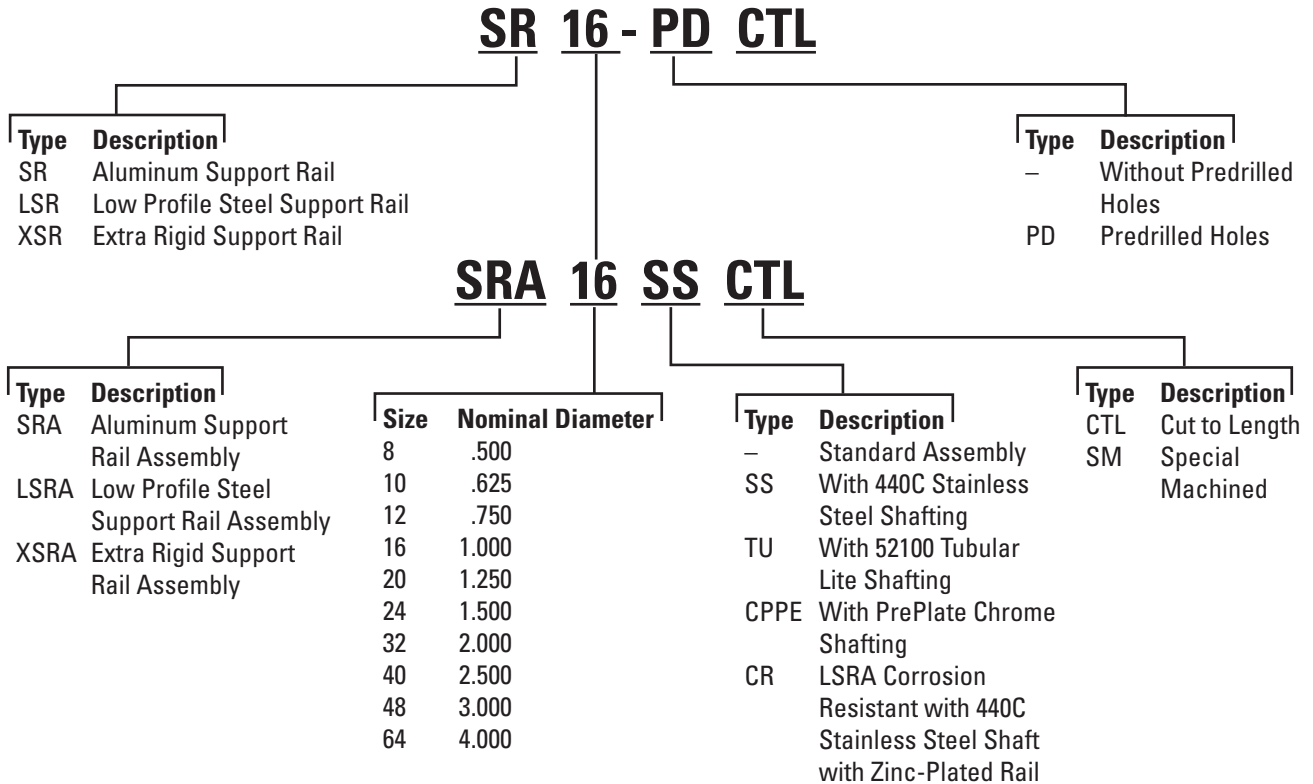 SR 16 - PD CTL
Type Description
SR Aluminum Support Rail
LSR Low Profile Steel Support Rail
XSR Extra Rigid Support Rail
Type Description
– Without Predrilled
Holes
PD Predrilled Holes
SRA 16 SS CTL
Type Description
SRA Aluminum Support
Rail Assembly
LSRA Low Profile Steel
Support Rail Assembly
XSRA Extra Rigid Support
Rail Assembly
Size Nominal Diameter
8 .500
10 .625
12 .750
16 1.000
20 1.250
24 1.500
32 2.000
40 2.500
48 3.000
64 4.000
Type Description
– Standard Assembly
SS With 440C Stainless
Steel Shafting
TU With 52100 Tubular
Lite Shafting
CPPE With PrePlate Chrome
Shafting
CR LSRA Corrosion
Resistant with 440C
Stainless Steel Shaft
with Zinc-Plated Rail
Type Description
CTL Cut to Length
SM Special
Machined